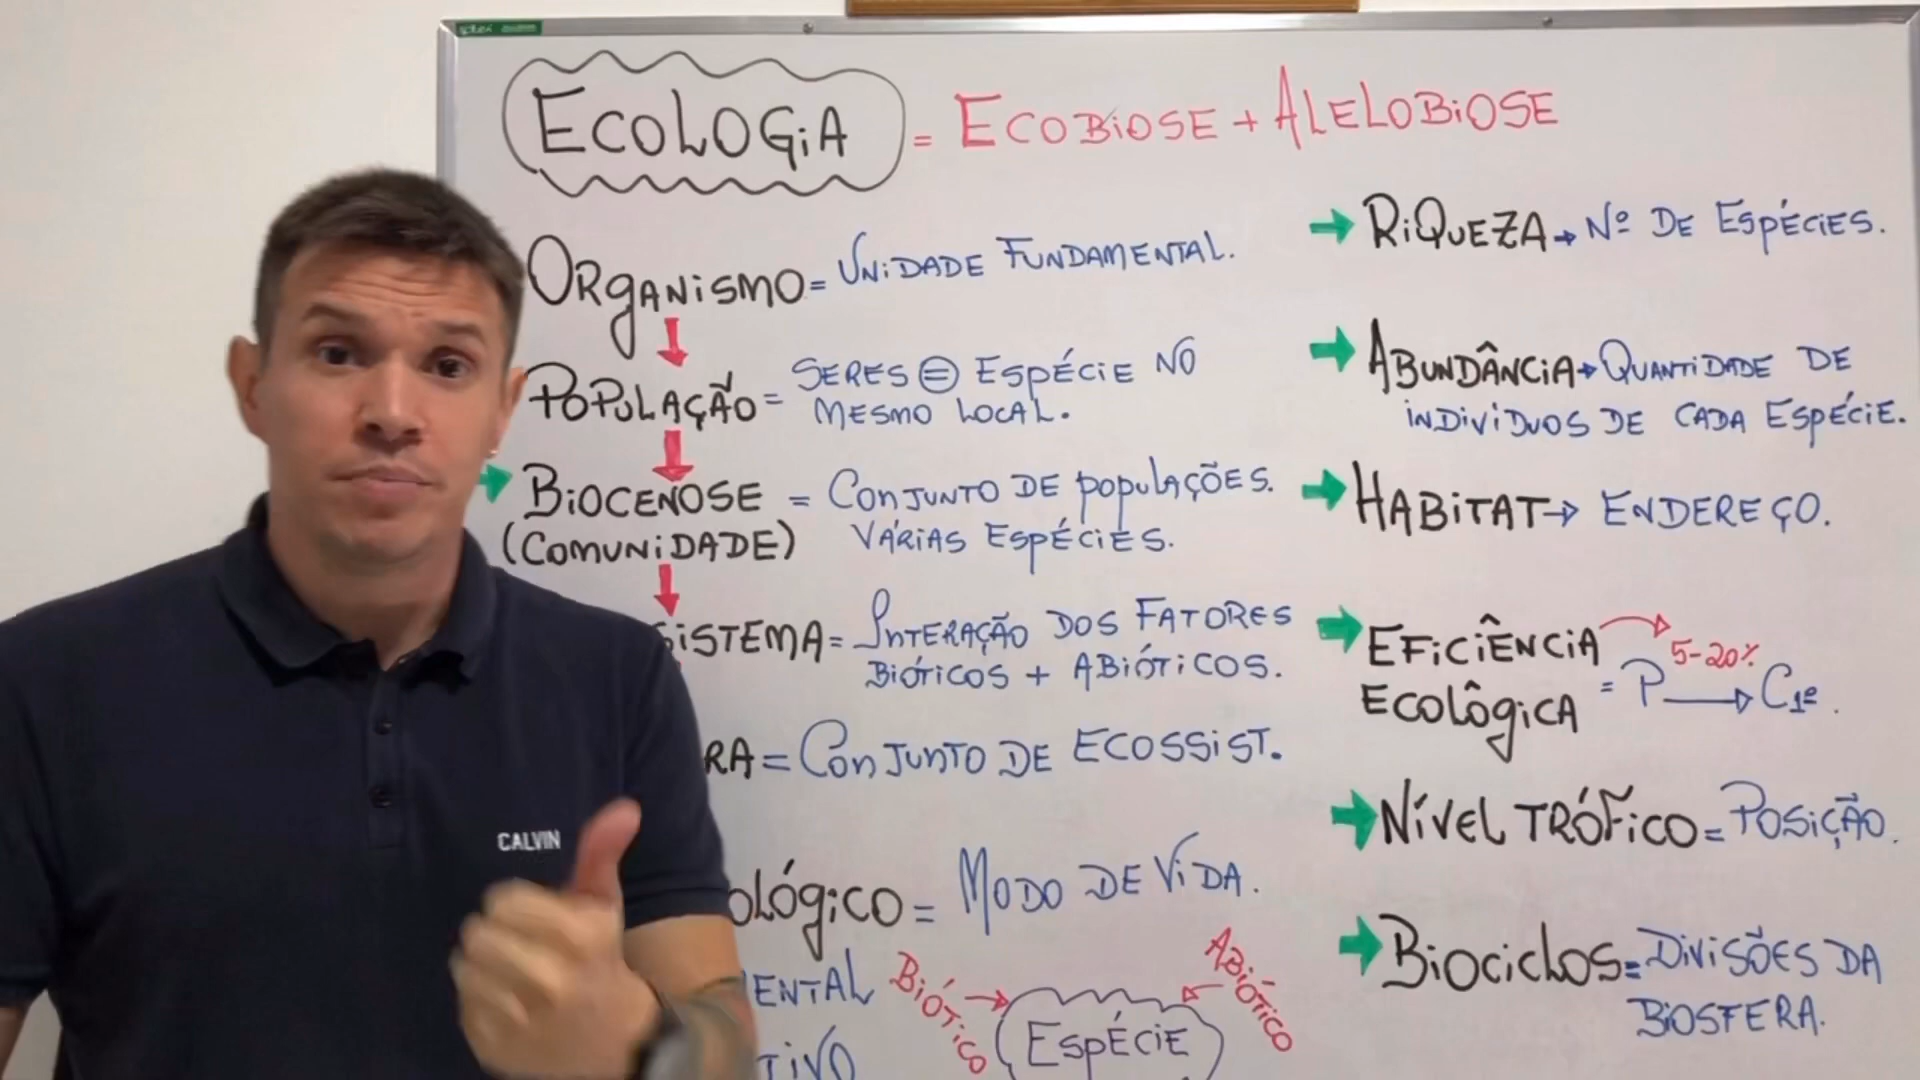 ECOLOGiA = ECOBiOSE + ALELOBiOSE
ORgANiSMO = UNiDADE FUNDAMENTAL.
POPULAÇÃO = SERES = ESpÉCiE NO
MESMO LOCAL.
BiOCENOSE = CONJUNTO DE pOpULAÇÕES.
(COMUNiDADE) VÁRiAS ESpÉCiES.
SiSTEMA = INTERAÇÃO DOS FATORES
BiÓTiCOS + ABiÓTiCOS.
RA = CONJUNTO DE ECOSSiST.
OLÓgiCO = MODO DE ViDA.
ENTAL
TiVO
BiÓTiCO → ESpÉCiE ← ABiÓTiCO
→ RiQUEZA → Nº DE ESpÉCiES.
→ ABUNDÂNCiA → QUANTiDADE DE
iNDiViDUOS DE CADA ESpÉCiE.
→ HABiTAT → ENDEREÇO.
→ EFiCiÊNCiA 5-20%
ECOLÔgiCA = P → C1º.
→ NÍVEL TRÓFiCO = POSiÇÃO.
→ BiOCiCLOS = DiViSÕES DA
BiOSFERA.
CALVIN